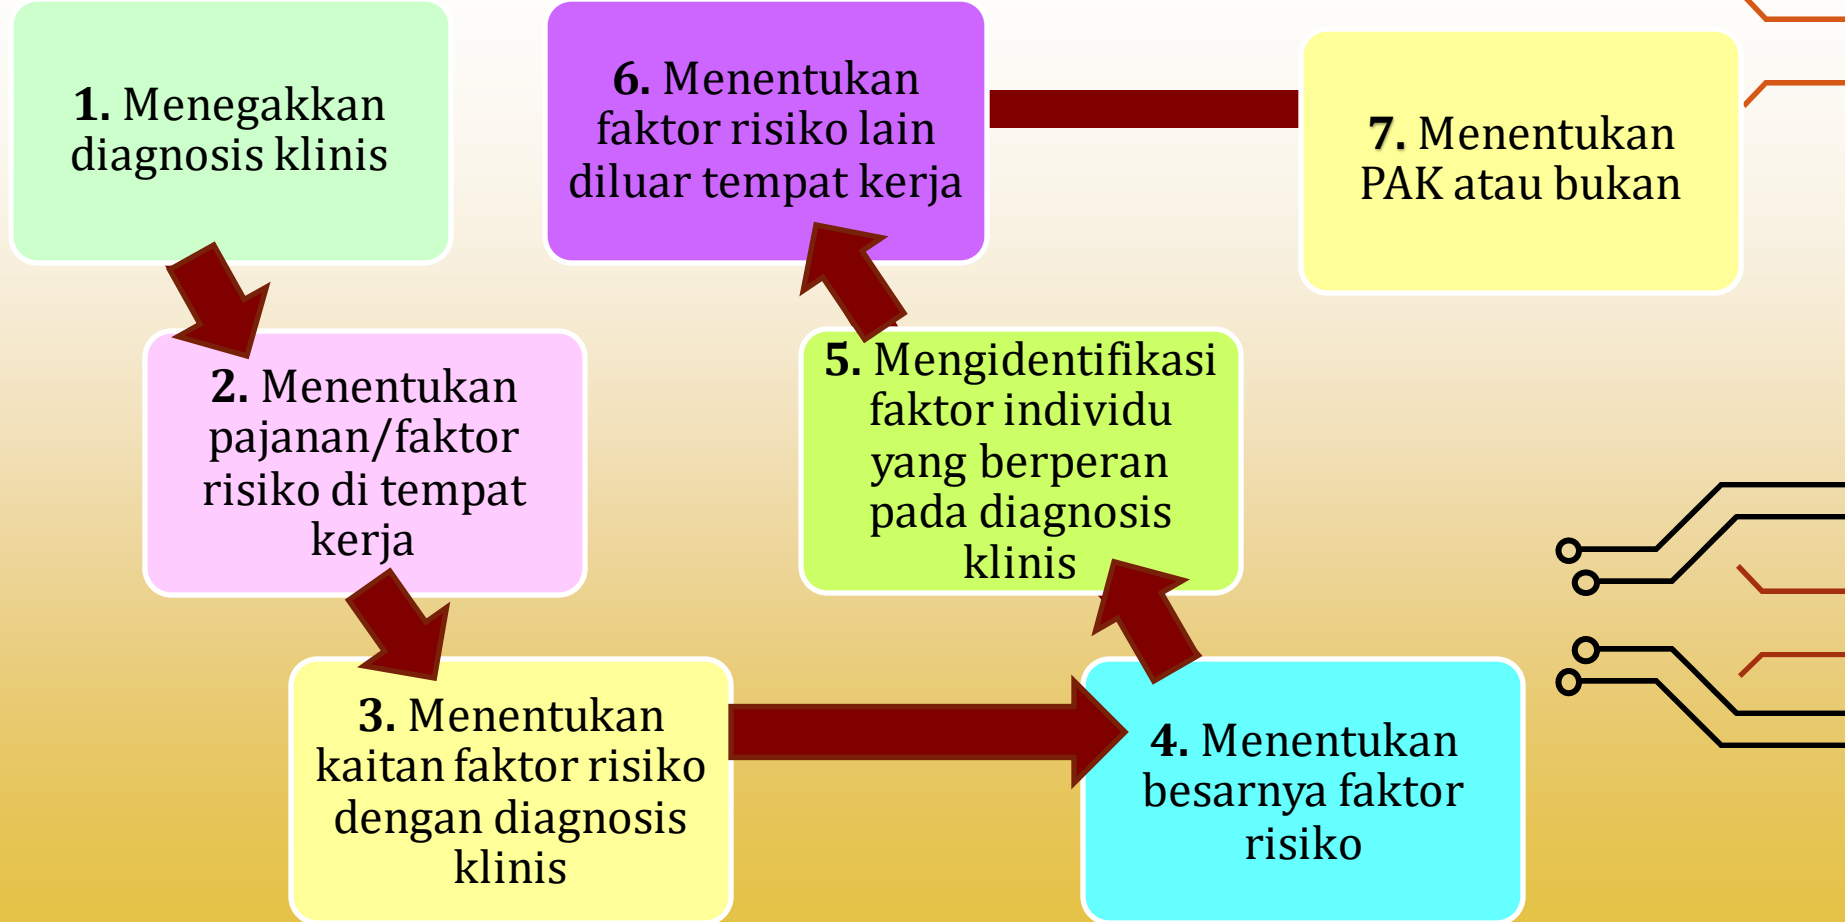 1. Menegakkan
diagnosis klinis
2. Menentukan
pajanan/faktor
risiko di tempat
kerja
3. Menentukan
kaitan faktor risiko
dengan diagnosis
klinis
4. Menentukan
besarnya faktor
risiko
5. Mengidentifikasi
faktor individu
yang berperan
pada diagnosis
klinis
6. Menentukan
faktor risiko lain
diluar tempat kerja
7. Menentukan
PAK atau bukan